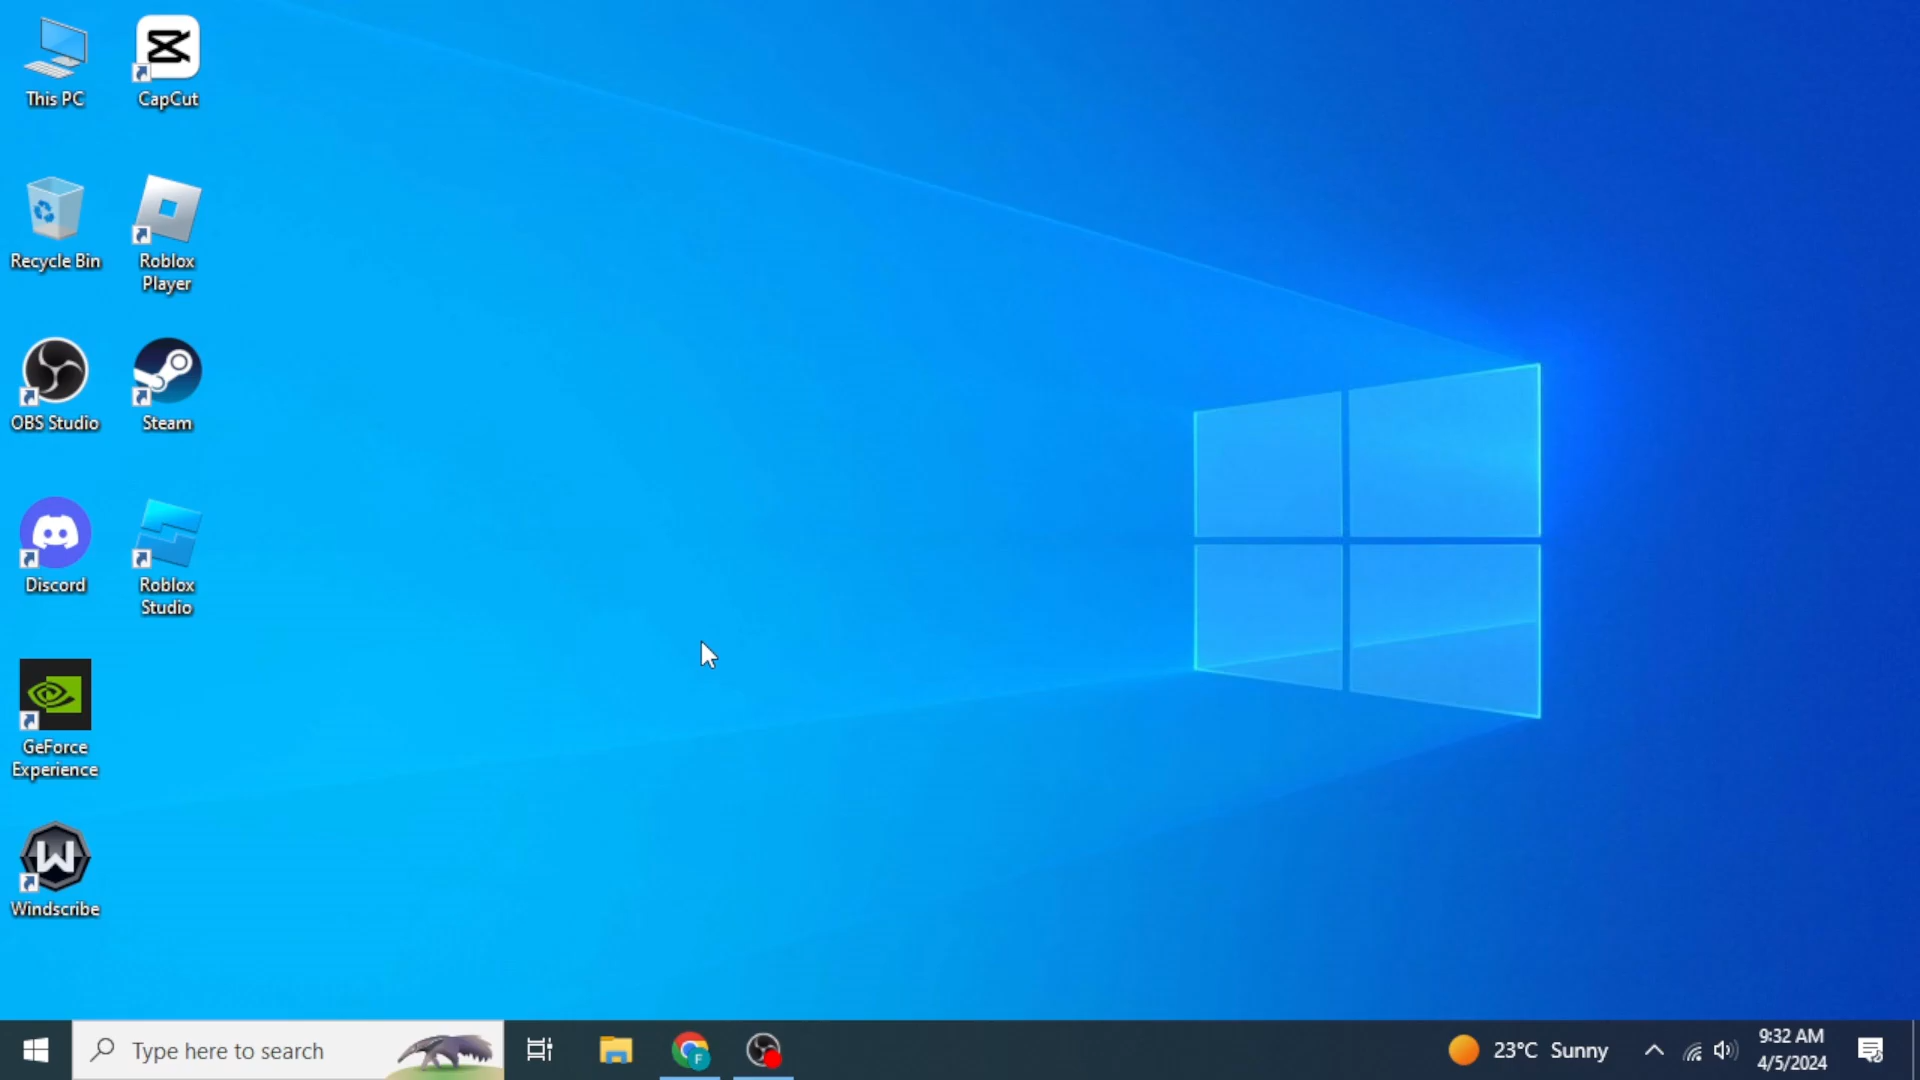 This PC
CapCut
Recycle Bin
Roblox
Player
OBS Studio
Steam
Discord
Roblox
Studio
GeForce
Experience
Windscribe
Type here to search
F
23°C Sunny
9:32 AM
4/5/2024